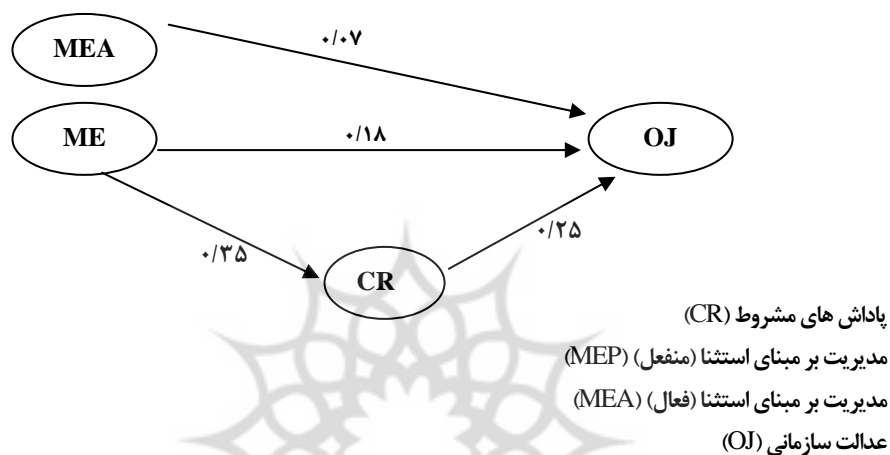 MEA
۰/۰۷
ME
۰/۱۸
OJ
۰/۳۵
۰/۲۵
CR
پاداش های مشروط (CR)
مدیریت بر مبنای استثنا (منفعل) (MEP)
مدیریت بر مبنای استثنا (فعال) (MEA)
عدالت سازمانی (OJ)